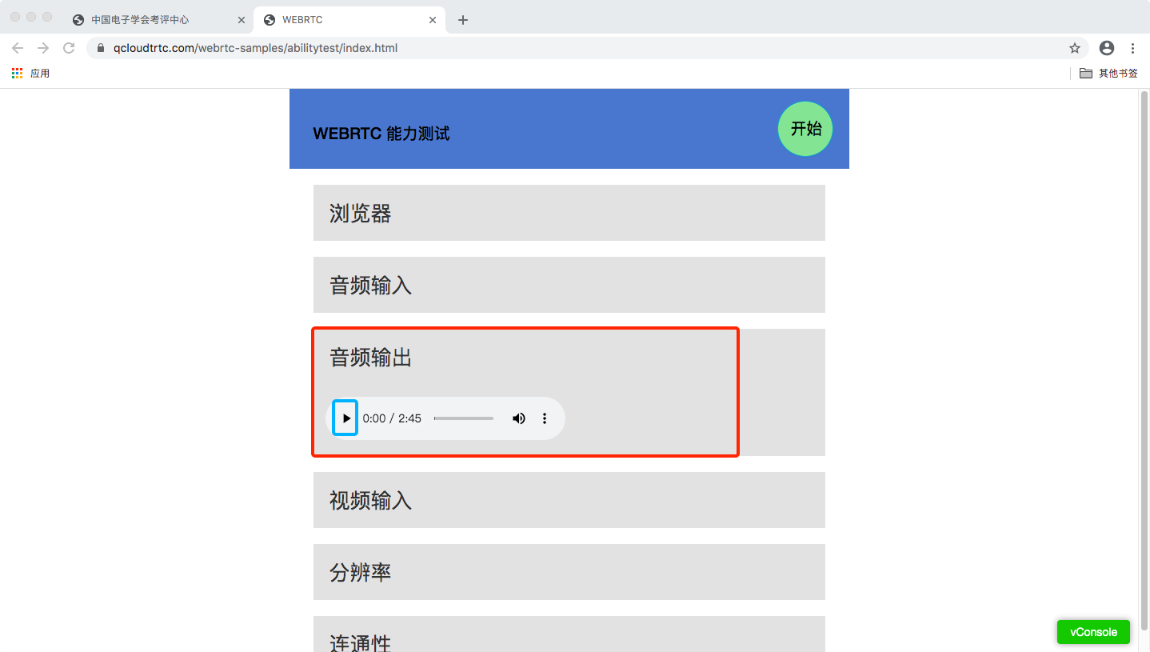 中国电子学会考评中心
WEBRTC
qcloudtrtc.com/webrtc-samples/abilitytest/index.html
应用
其他书签
WEBRTC 能力测试
开始
浏览器
音频输入
音频输出
0:00 / 2:45
视频输入
分辨率
连通性
vConsole